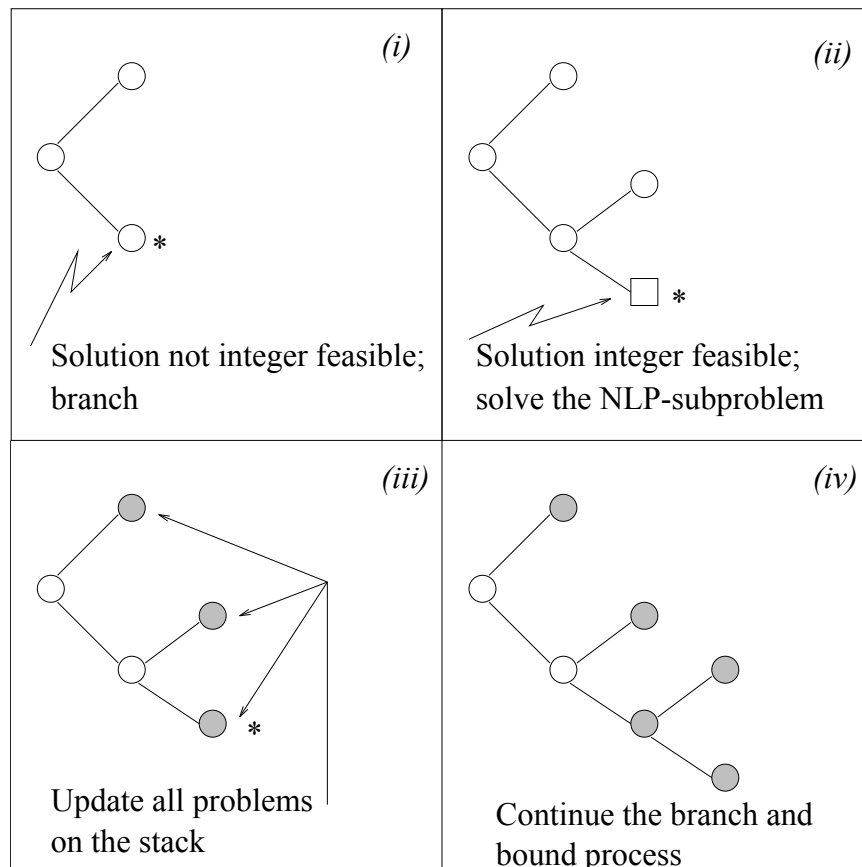 (i)
*
Solution not integer feasible;
branch
(ii)
*
Solution integer feasible;
solve the NLP-subproblem
(iii)
*
Update all problems
on the stack
(iv)
Continue the branch and
bound process